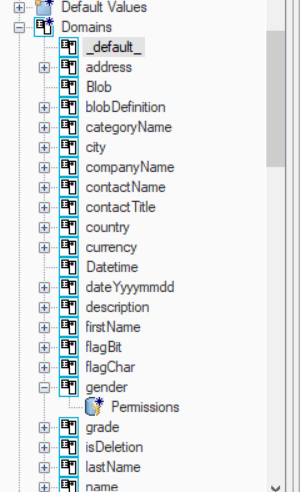 Default Values
Domains
_default_
address
Blob
blobDefinition
categoryName
city
companyName
contactName
contactTitle
country
currency
Datetime
dateYyyymmdd
description
firstName
flagBit
flagChar
gender
Permissions
grade
isDeletion
lastName
name